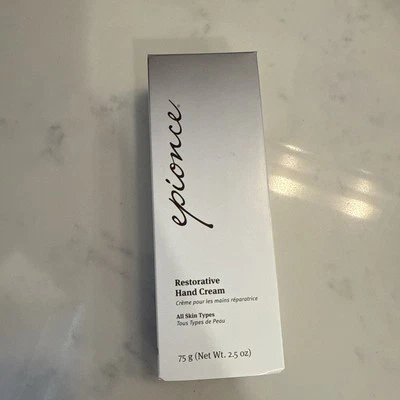 epionce®
Restorative
Hand Cream
Crème pour les mains réparatrice
All Skin Types
Tous Types de Peau
75 g (Net Wt. 2.5 oz)